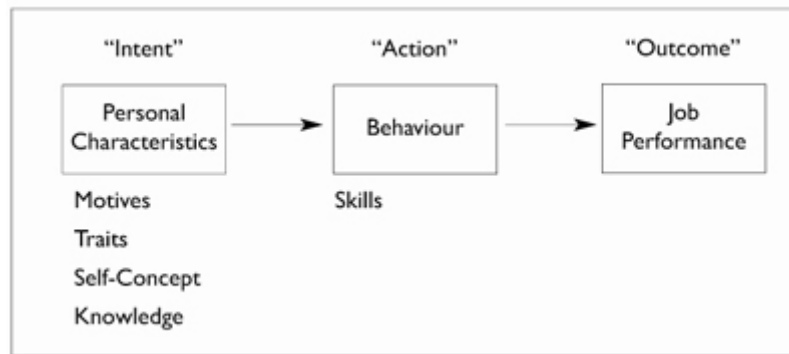 “Intent”
“Action”
“Outcome”
Personal
Characteristics
Behaviour
Job
Performance
Motives
Skills
Traits
Self-Concept
Knowledge